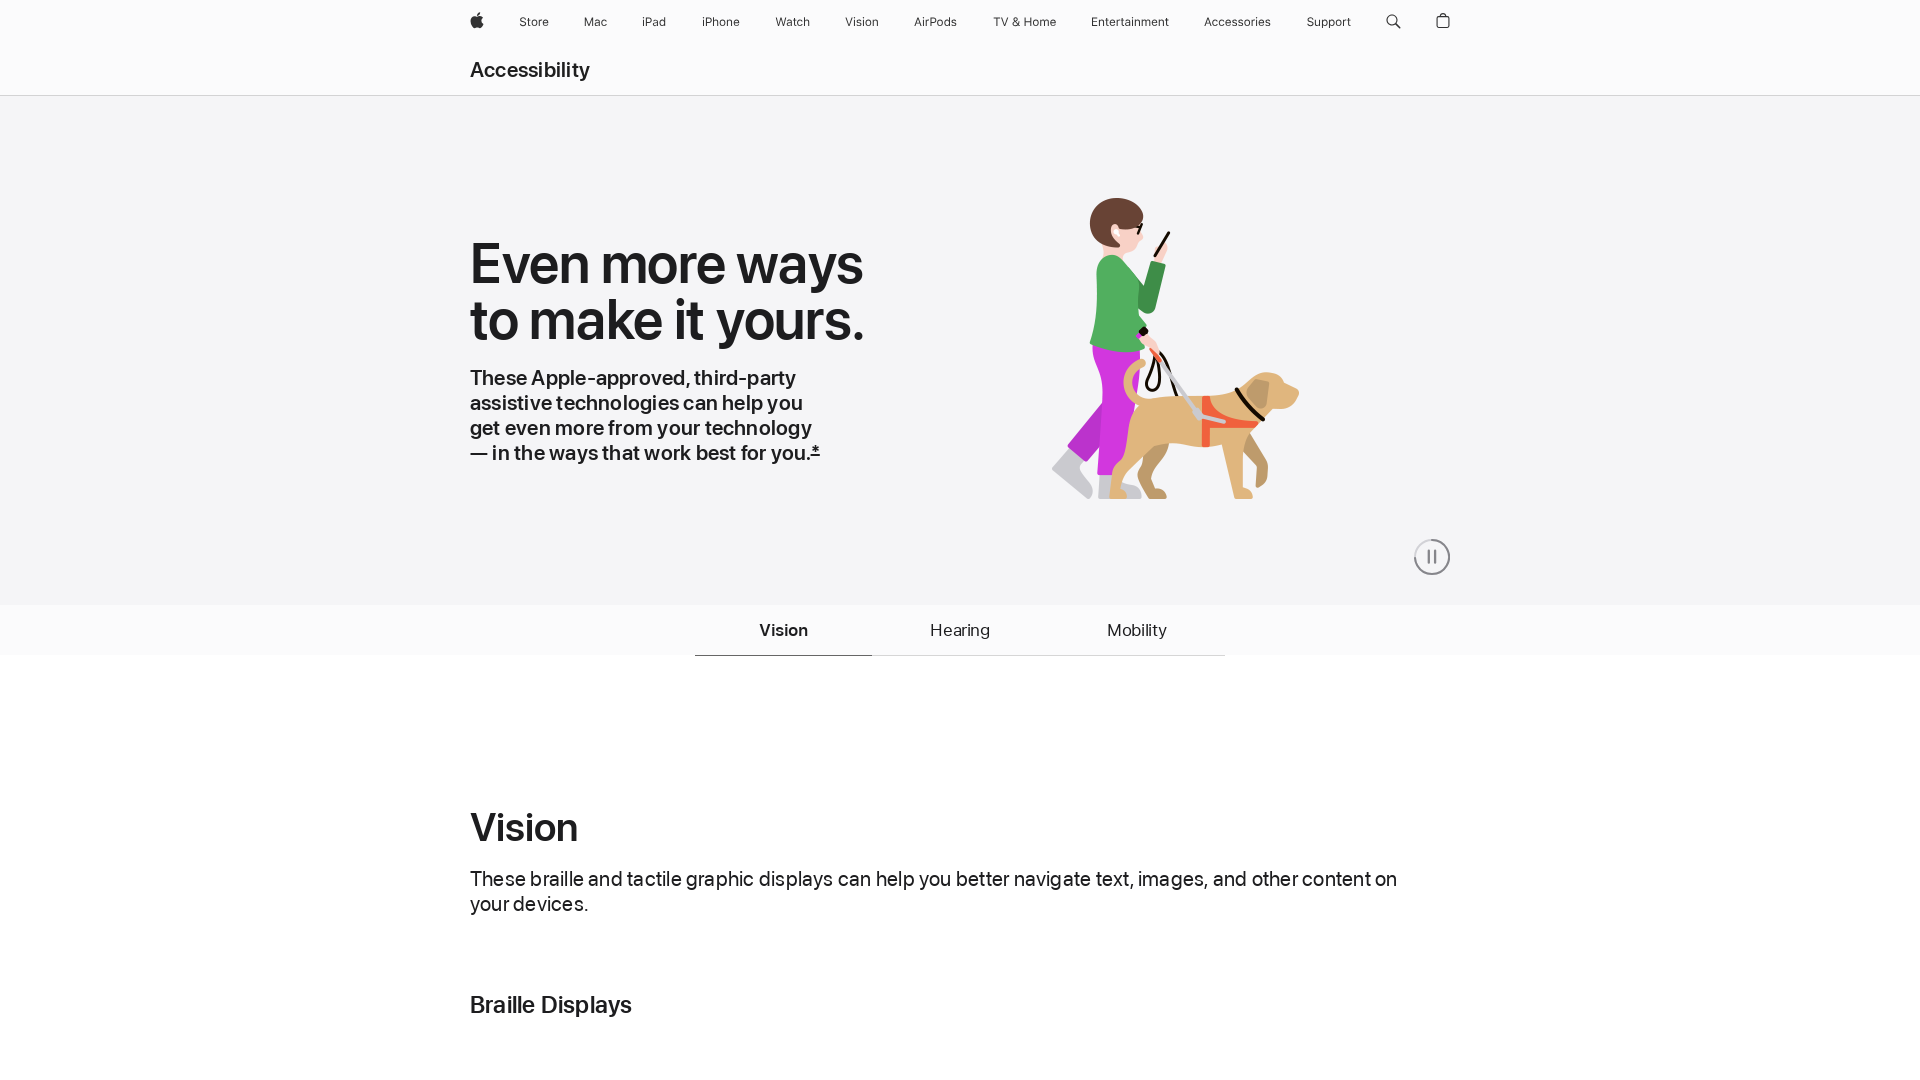 Store Mac iPad iPhone Watch Vision AirPods TV & Home Entertainment Accessories Support
Accessibility
Even more ways
to make it yours.
These Apple-approved, third-party
assistive technologies can help you
get even more from your technology
— in the ways that work best for you.*
Vision Hearing Mobility
Vision
These braille and tactile graphic displays can help you better navigate text, images, and other content on
your devices.
Braille Displays